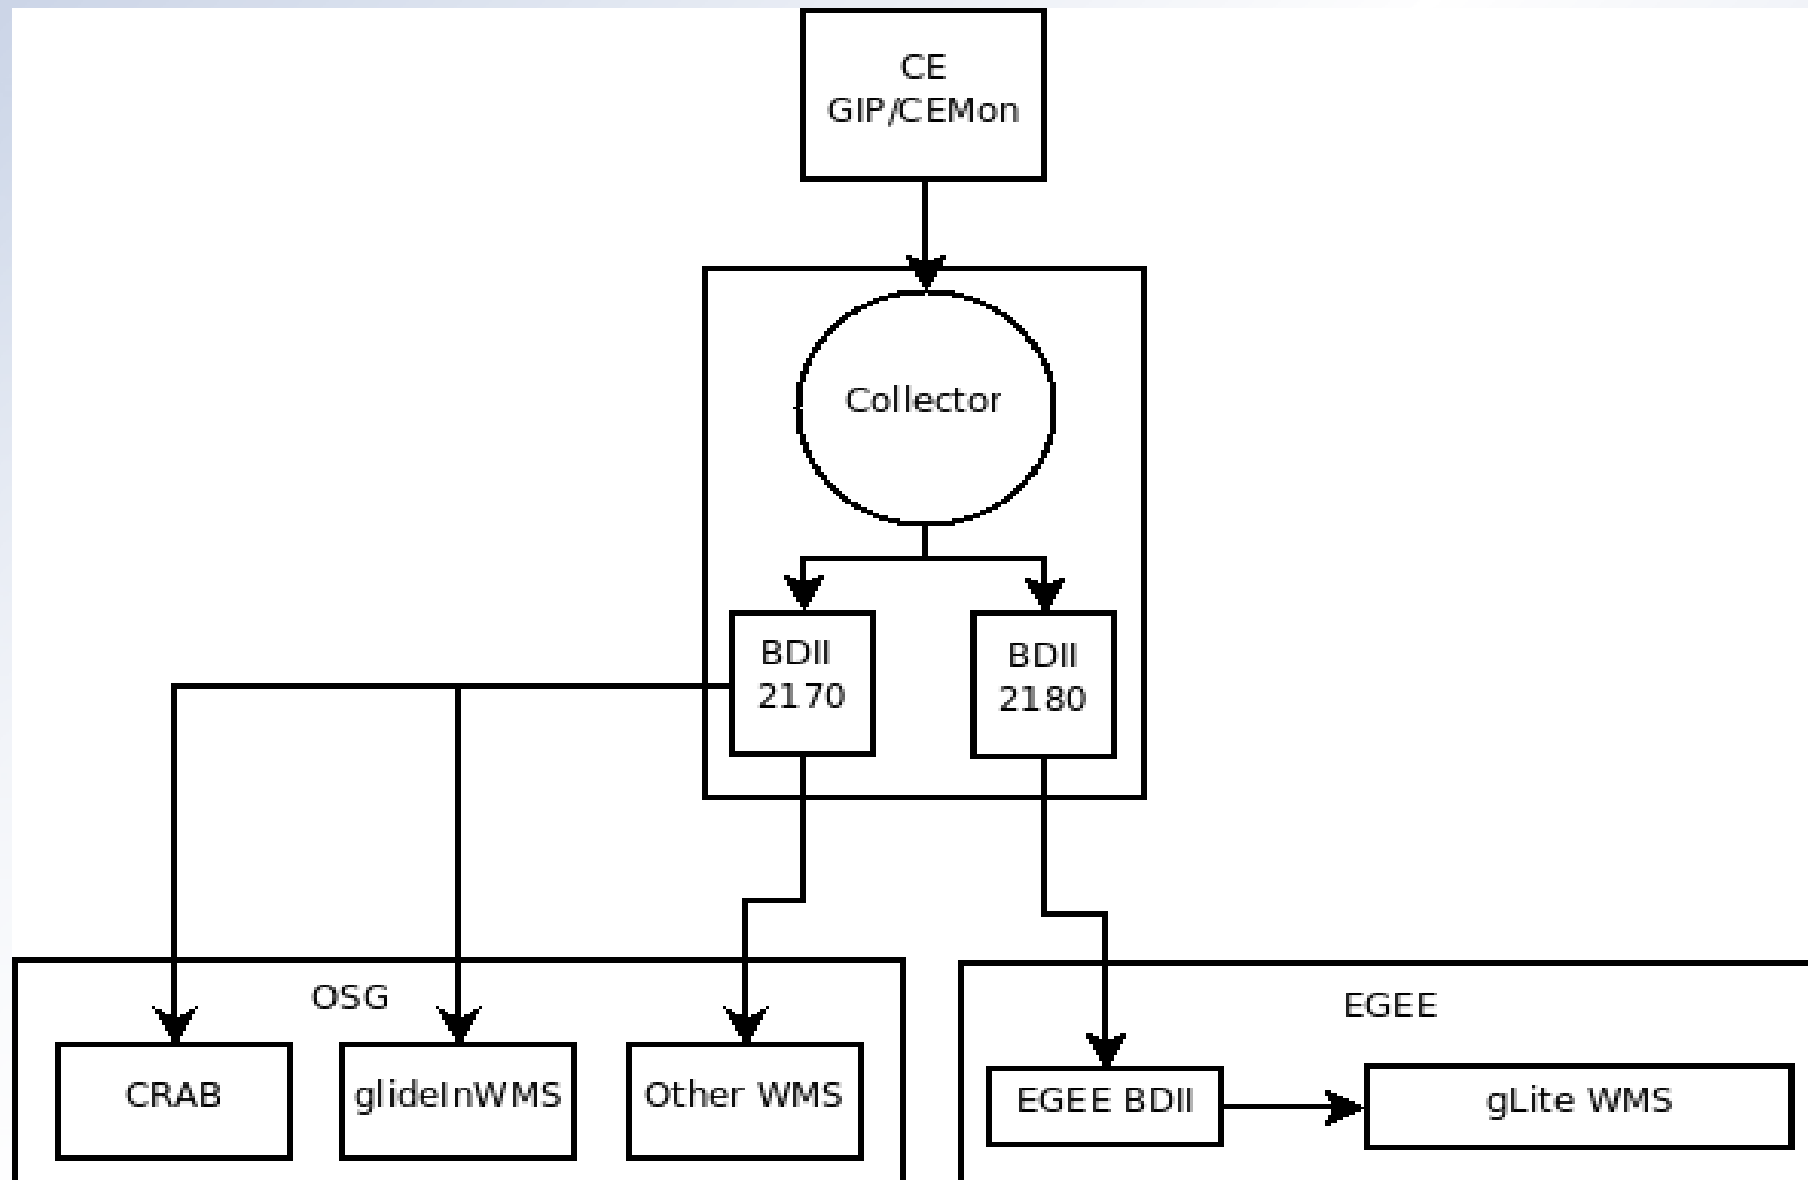 CE
GIP/CEMon
Collector
BDII
2170
BDII
2180
OSG
EGEE
CRAB
glideInWMS
Other WMS
EGEE BDII
gLite WMS